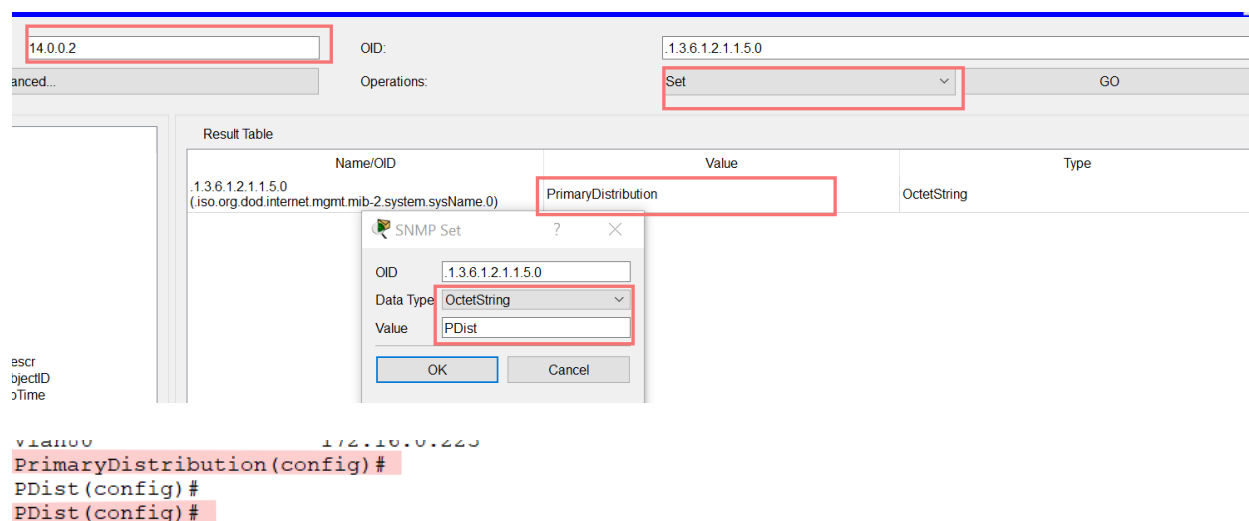 14.0.0.2 OID: .1.3.6.1.2.1.1.5.0
anced... Operations: Set GO
Result Table
Name/OID Value Type
.1.3.6.1.2.1.1.5.0
(.iso.org.dod.internet.mgmt.mib-2.system.sysName.0) PrimaryDistribution OctetString
SNMP Set ?
OID .1.3.6.1.2.1.1.5.0
Data Type OctetString
Value PDist
OK Cancel
escr
bjectID
oTime
PrimaryDistribution(config)#
PDist(config)#
PDist(config)#